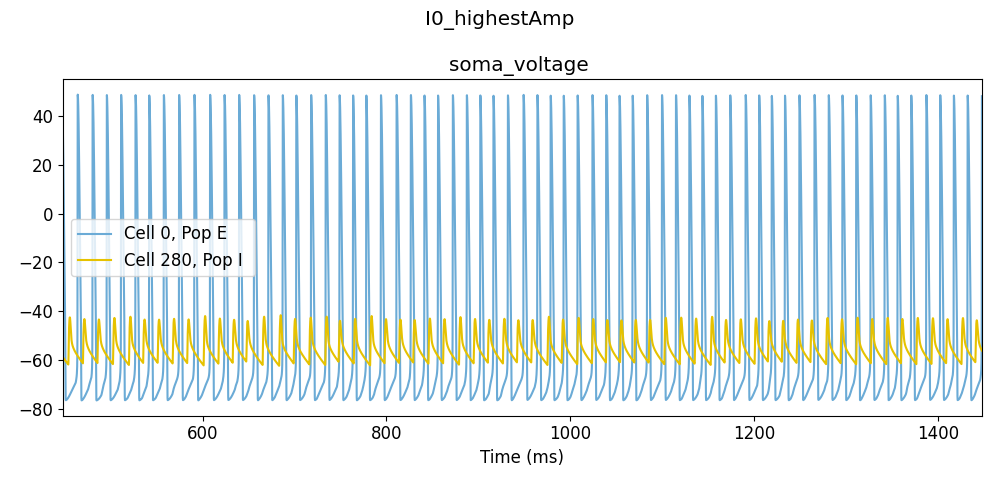 I0_highestAmp
soma_voltage
40
20
0
−20
−40
−60
−80
Cell 0, Pop E
Cell 280, Pop I
600 800 1000 1200 1400
Time (ms)